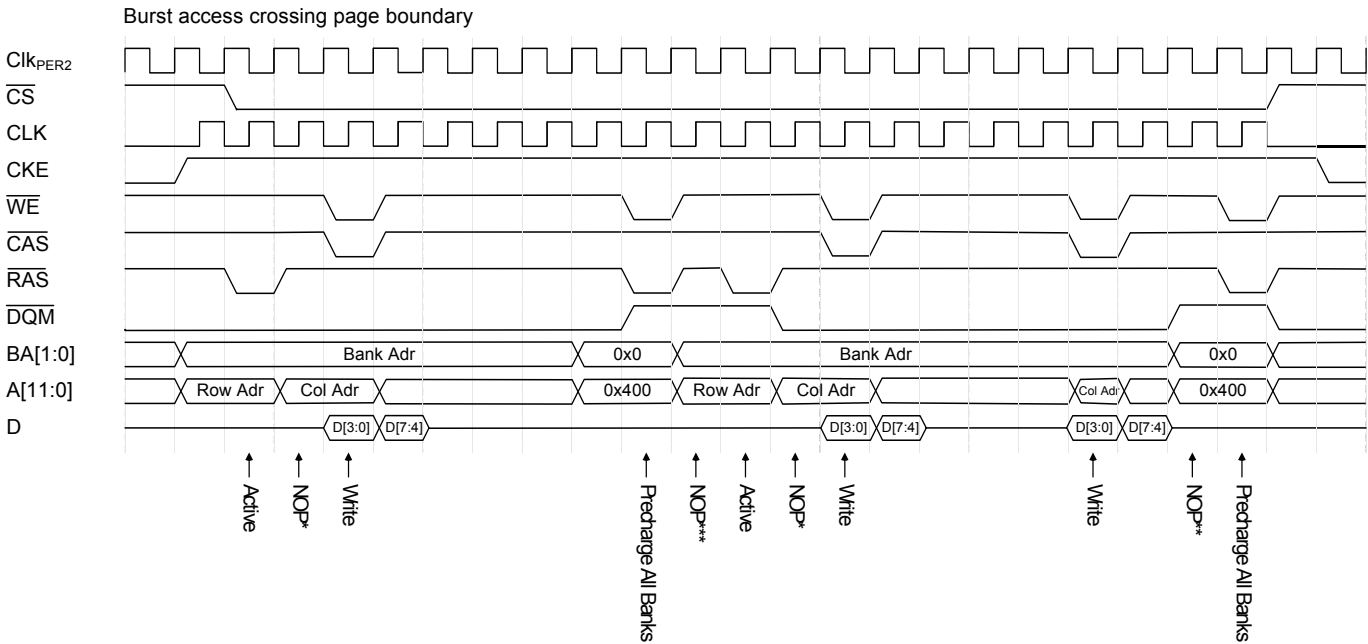 Burst access crossing page boundary
ClkPER2
CS
CLK
CKE
WE
CAS
RAS
DQM
BA[1:0] Bank Adr 0x0 Bank Adr 0x0
A[11:0] Row Adr Col Adr 0x400 Row Adr Col Adr Col Adr 0x400
D D[3:0] D[7:4] D[3:0] D[7:4] D[3:0] D[7:4]
Active
NOP*
Write
Precharge All Banks
NOP***
Active
NOP*
Write
Write
NOP**
Precharge All Banks